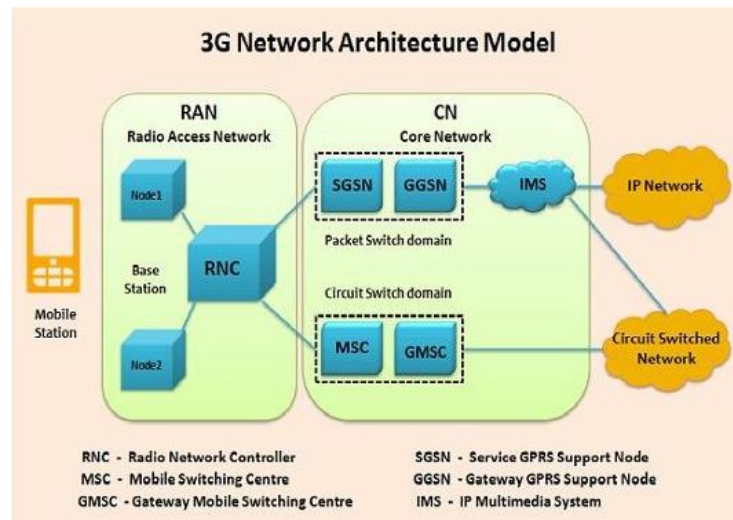 3G Network Architecture Model
RAN
Radio Access Network
CN
Core Network
Node1
SGSN
GGSN
IMS
IP Network
Packet Switch domain
RNC
Base
Station
Circuit Switch domain
Mobile
Station
Node2
MSC
GMSC
Circuit Switched
Network
RNC - Radio Network Controller
MSC - Mobile Switching Centre
GMSC - Gateway Mobile Switching Centre
SGSN - Service GPRS Support Node
GGSN - Gateway GPRS Support Node
IMS - IP Multimedia System